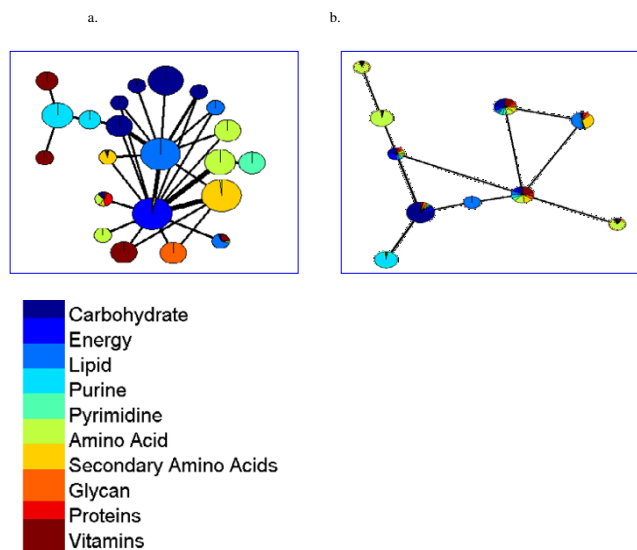 a.
b.
Carbohydrate
Energy
Lipid
Purine
Pyrimidine
Amino Acid
Secondary Amino Acids
Glycan
Proteins
Vitamins